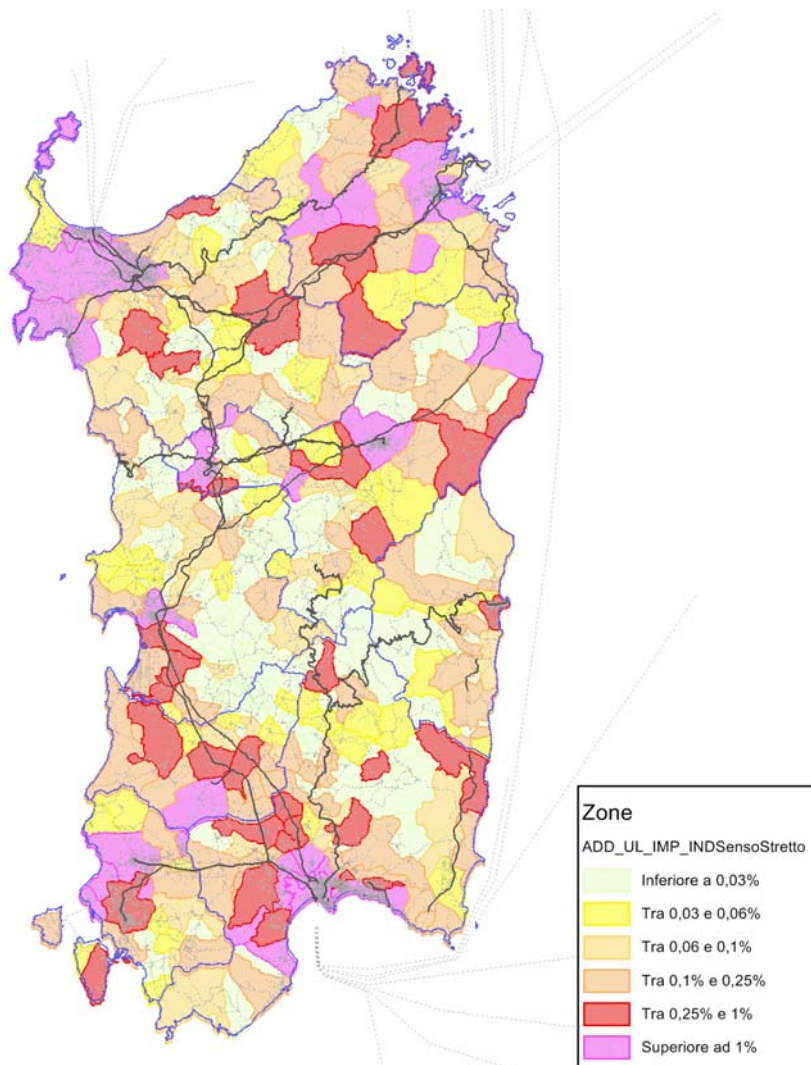 Zone
ADD_UL_IMP_INDSensoStretto
Inferiore a 0,03%
Tra 0,03 e 0,06%
Tra 0,06 e 0,1%
Tra 0,1% e 0,25%
Tra 0,25% e 1%
Superiore ad 1%